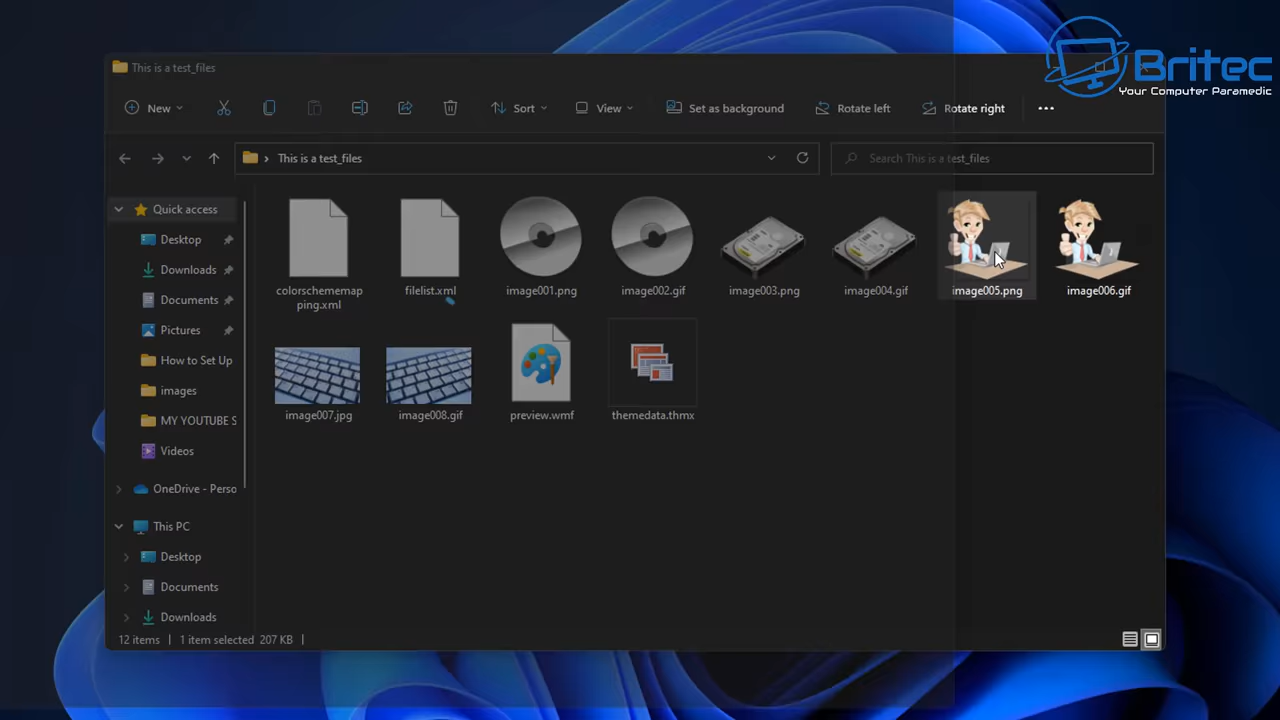 This is a test_files
Britec
Your Computer Paramedic
New
Sort
View
Set as background
Rotate left
Rotate right
This is a test_files
Search This is a test_files
Quick access
Desktop
Downloads
Documents
Pictures
How to Set Up
images
MY YOUTUBE S
Videos
OneDrive - Perso
This PC
Desktop
Documents
Downloads
colorschememap
ping.xml
filelist.xml
image001.png
image002.gif
image003.png
image004.gif
image005.png
image006.gif
image007.jpg
image008.gif
preview.wmf
themedata.thmx
12 items
1 item selected 207 KB